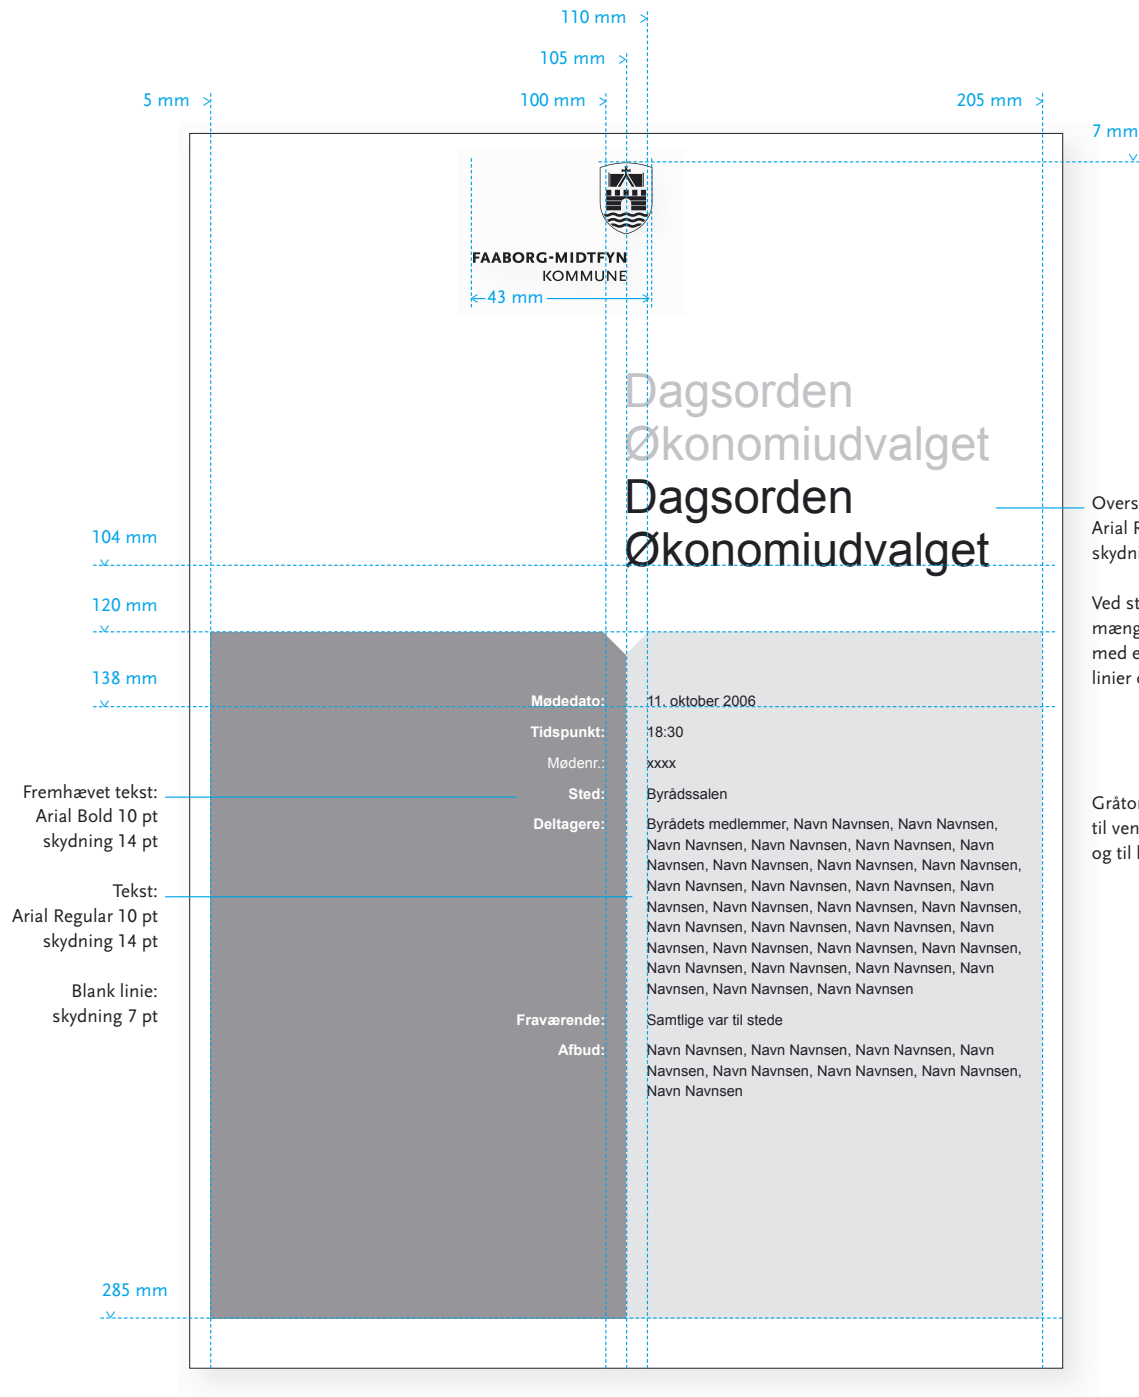 110 mm
105 mm
5 mm
100 mm
205 mm
7 mm
FAABORG-MIDTFYN
KOMMUNE
43 mm
Dagsorden
Økonomiudvalget
Dagsorden
Økonomiudvalget
104 mm
120 mm
138 mm
285 mm
Mødedato: 11. oktober 2006
Tidspunkt: 18:30
Mødenr.: xxxx
Sted: Byrådssalen
Deltagere: Byrådets medlemmer, Navn Navnsen, Navn Navnsen,
Navn Navnsen, Navn Navnsen, Navn Navnsen, Navn
Navnsen, Navn Navnsen, Navn Navnsen, Navn Navnsen,
Navn Navnsen, Navn Navnsen, Navn Navnsen, Navn
Navnsen, Navn Navnsen, Navn Navnsen, Navn Navnsen,
Navn Navnsen, Navn Navnsen, Navn Navnsen, Navn
Navnsen, Navn Navnsen, Navn Navnsen, Navn Navnsen,
Navn Navnsen, Navn Navnsen, Navn Navnsen, Navn
Navnsen, Navn Navnsen, Navn Navnsen
Fraværende: Samtlige var til stede
Afbud: Navn Navnsen, Navn Navnsen, Navn Navnsen, Navn
Navnsen, Navn Navnsen, Navn Navnsen, Navn Navnsen,
Navn Navnsen
Fremhævet tekst:
Arial Bold 10 pt
skydning 14 pt
Tekst:
Arial Regular 10 pt
skydning 14 pt
Blank linie:
skydning 7 pt
Arial
Ved
med
linier
til
og til